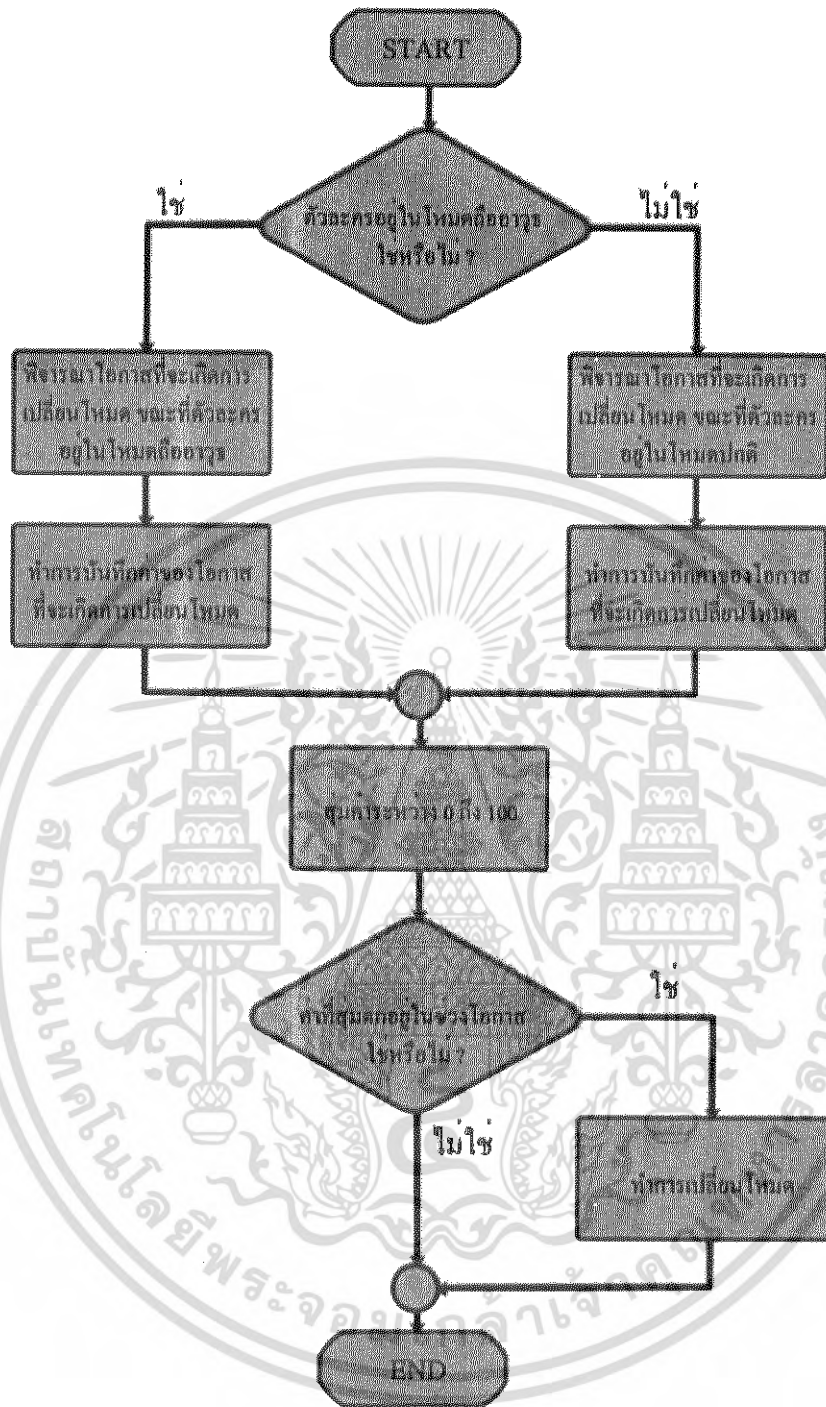 START
ตัวละครอยู่ในโหมดถืออาวุธ
ใช่หรือไม่ ?
ใช่
ไม่ใช่
พิจารณาโอกาสที่จะเกิดการ
เปลี่ยนโหมด ขณะที่ตัวละคร
อยู่ในโหมดถืออาวุธ
พิจารณาโอกาสที่จะเกิดการ
เปลี่ยนโหมด ขณะที่ตัวละคร
อยู่ในโหมดปกติ
ทำการบันทึกค่าของโอกาส
ที่จะเกิดการเปลี่ยนโหมด
ทำการบันทึกค่าของโอกาส
ที่จะเกิดการเปลี่ยนโหมด
สุ่มค่าระหว่าง 0 ถึง 100
ค่าที่สุ่มตกอยู่ในช่วงโอกาส
ใช่หรือไม่ ?
ใช่
ไม่ใช่
ทำการเปลี่ยนโหมด
END